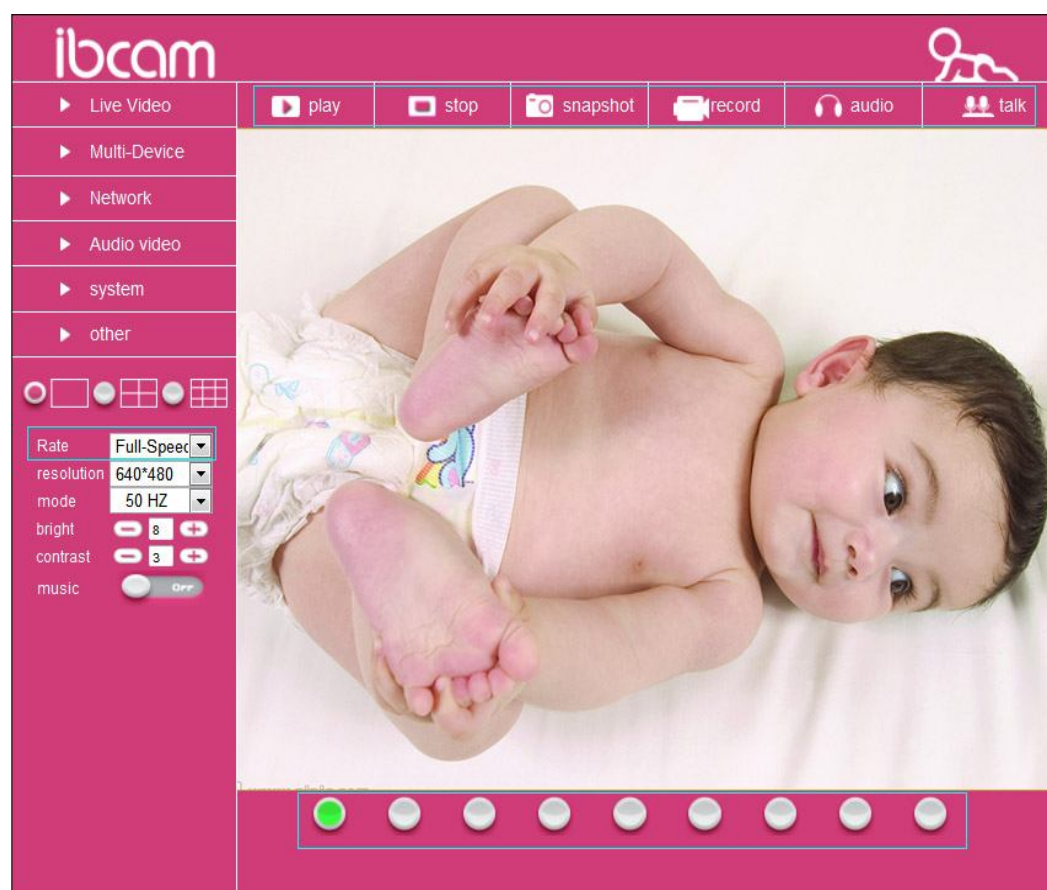 ibcam
Live Video
play
stop
snapshot
record
audio
talk
Multi-Device
Network
Audio video
system
other
Rate Full-Speed
resolution 640*480
mode 50 HZ
bright 8
contrast 3
music OFF